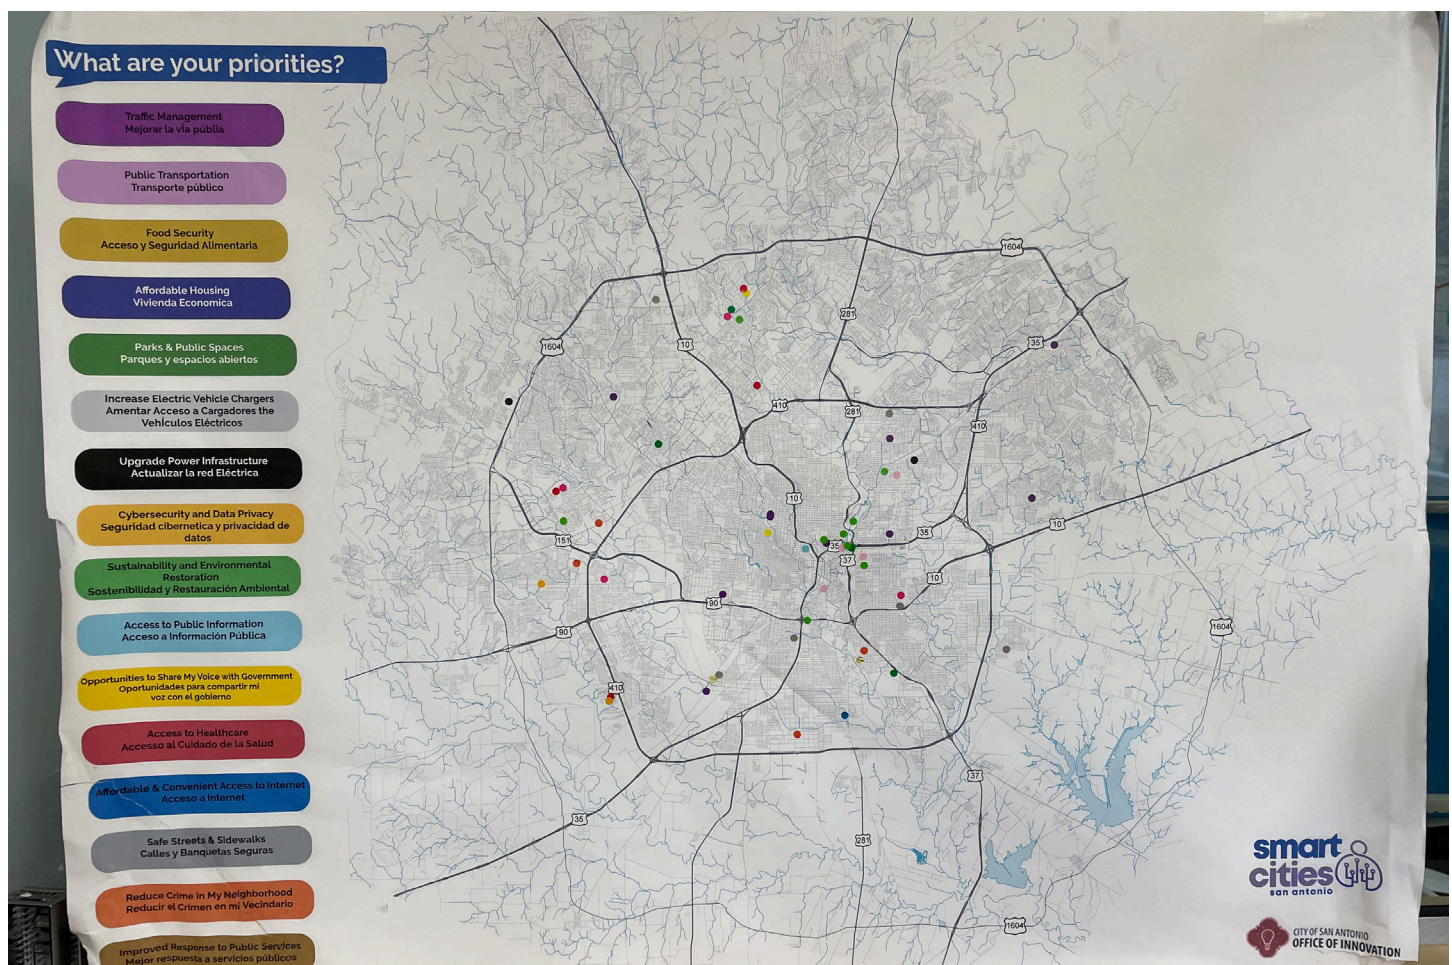 What are your priorities?
Traffic Management
Mejorar la vía públia
Public Transportation
Transporte público
Food Security
Acceso y Seguridad Alimentaria
Affordable Housing
Vivienda Economica
Parks & Public Spaces
Parques y espacios abiertos
Increase Electric Vehicle Chargers
Amentar Acceso a Cargadores the
Vehículos Eléctricos
Upgrade Power Infrastructure
Actualizar la red Eléctrica
Cybersecurity and Data Privacy
Seguridad cibernetica y privacidad de
datos
Sustainability and Environmental
Restoration
Sostenibilidad y Restauración Ambiental
Access to Public Information
Acceso a Información Pública
Opportunities to Share My Voice with Government
Oportunidades para compartir mi
voz con el gobierno
Access to Healthcare
Accesso al Cuidado de la Salud
Affordable & Convenient Access to Internet
Acceso a Internet
Safe Streets & Sidewalks
Calles y Banquetas Seguras
Reduce Crime in My Neighborhood
Reducir el Crimen en mi Vecindario
Improved Response to Public Services
Mejor respuesta a servicios públicos
1604
281
35
1604
10
410
281
410
10
35
35
10
151
37
10
90
90
1604
410
37
35
281
1604
smart
cities
san antonio
CITY OF SAN ANTONIO
OFFICE OF INNOVATION